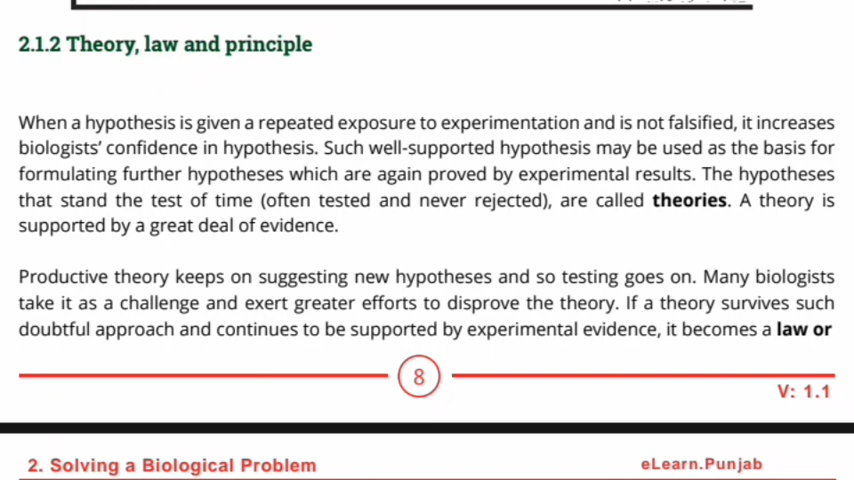 2.1.2 Theory, law and principle
When a hypothesis is given a repeated exposure to experimentation and is not falsified, it increases
biologists’ confidence in hypothesis. Such well-supported hypothesis may be used as the basis for
formulating further hypotheses which are again proved by experimental results. The hypotheses
that stand the test of time (often tested and never rejected), are called theories. A theory is
supported by a great deal of evidence.
Productive theory keeps on suggesting new hypotheses and so testing goes on. Many biologists
take it as a challenge and exert greater efforts to disprove the theory. If a theory survives such
doubtful approach and continues to be supported by experimental evidence, it becomes a law or
8
V: 1.1
2. Solving a Biological Problem
eLearn.Punjab